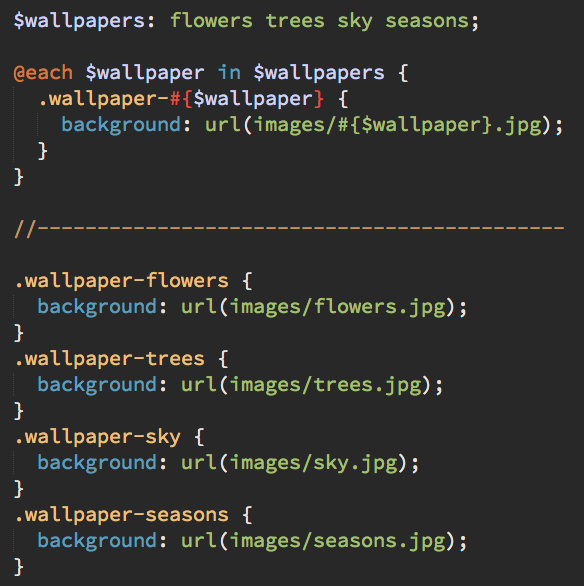 $wallpapers: flowers trees sky seasons;
@each $wallpaper in $wallpapers {
  .wallpaper-#{$wallpaper} {
    background: url(images/#{$wallpaper}.jpg);
  }
}
//--------------------------------------------
.wallpaper-flowers {
  background: url(images/flowers.jpg);
}
.wallpaper-trees {
  background: url(images/trees.jpg);
}
.wallpaper-sky {
  background: url(images/sky.jpg);
}
.wallpaper-seasons {
  background: url(images/seasons.jpg);
}